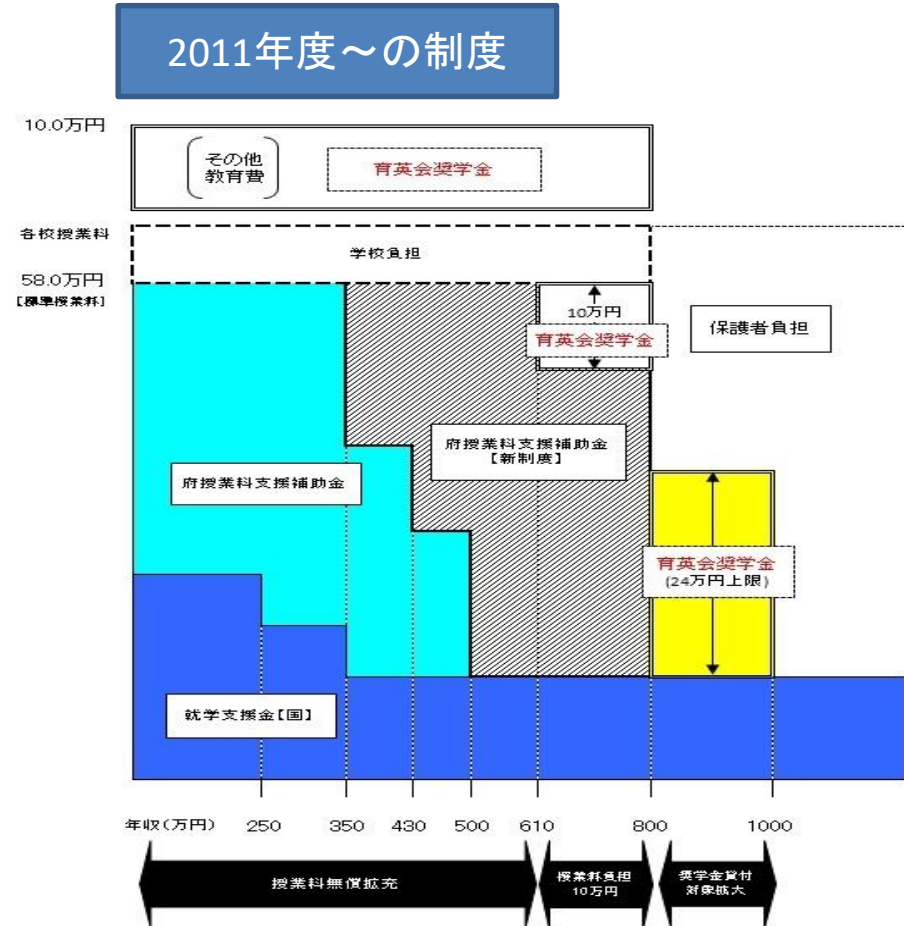 2011年度～の制度
10.0万円
その他
教育費
育英会奨学金
各校授業料
学校負担
58.0万円
【標準授業料】
10万円
育英会奨学金
保護者負担
府授業料支援補助金
【新制度】
府授業料支援補助金
育英会奨学金
(24万円上限)
就学支援金【国】
年収(万円) 250 350 430 500 610 800 1000
授業料無償拡充
授業料負担
10万円
奨学金貸付
対象拡大